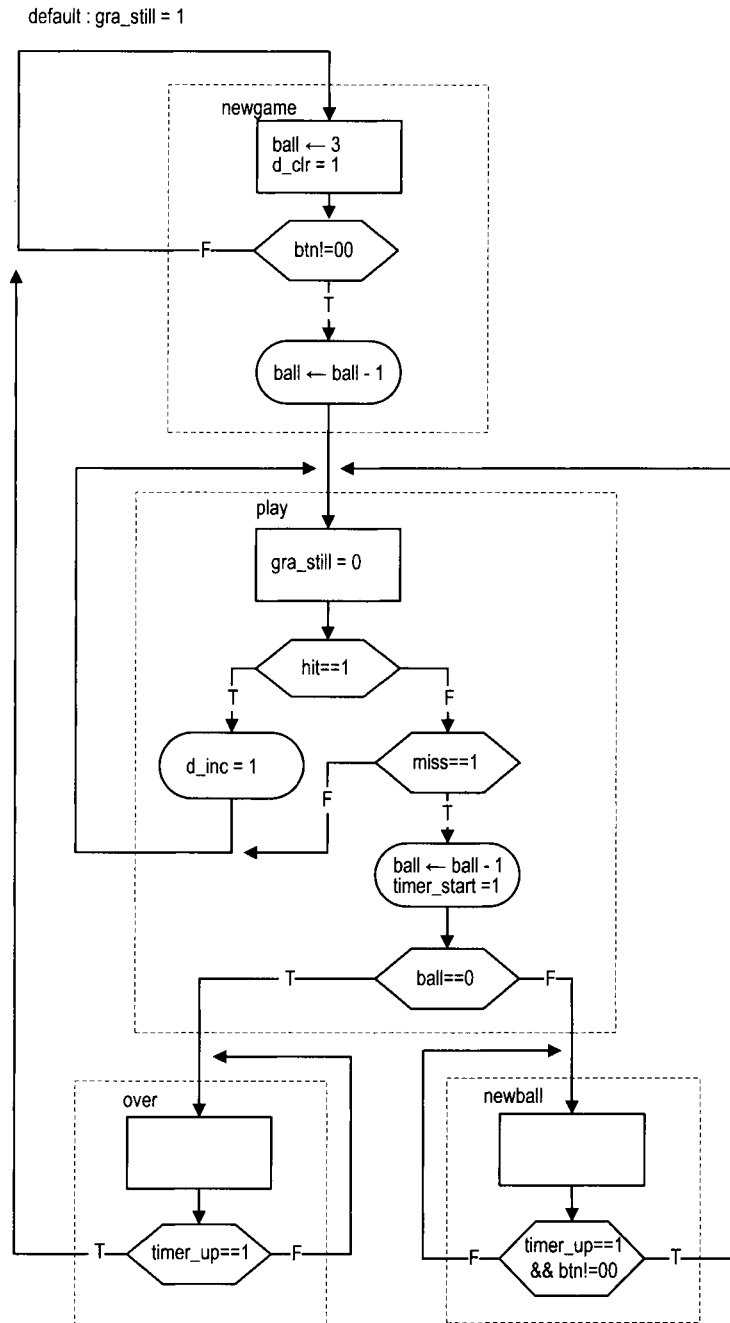 default : gra_still = 1
newgame
ball ← 3
d_clr = 1
F
btn!=00
T
ball ← ball - 1
play
gra_still = 0
hit==1
T
F
d_inc = 1
miss==1
F
T
ball ← ball - 1
timer_start =1
T
ball==0
F
over
newball
T
timer_up==1
F
F
timer_up==1
&& btn!=00
T